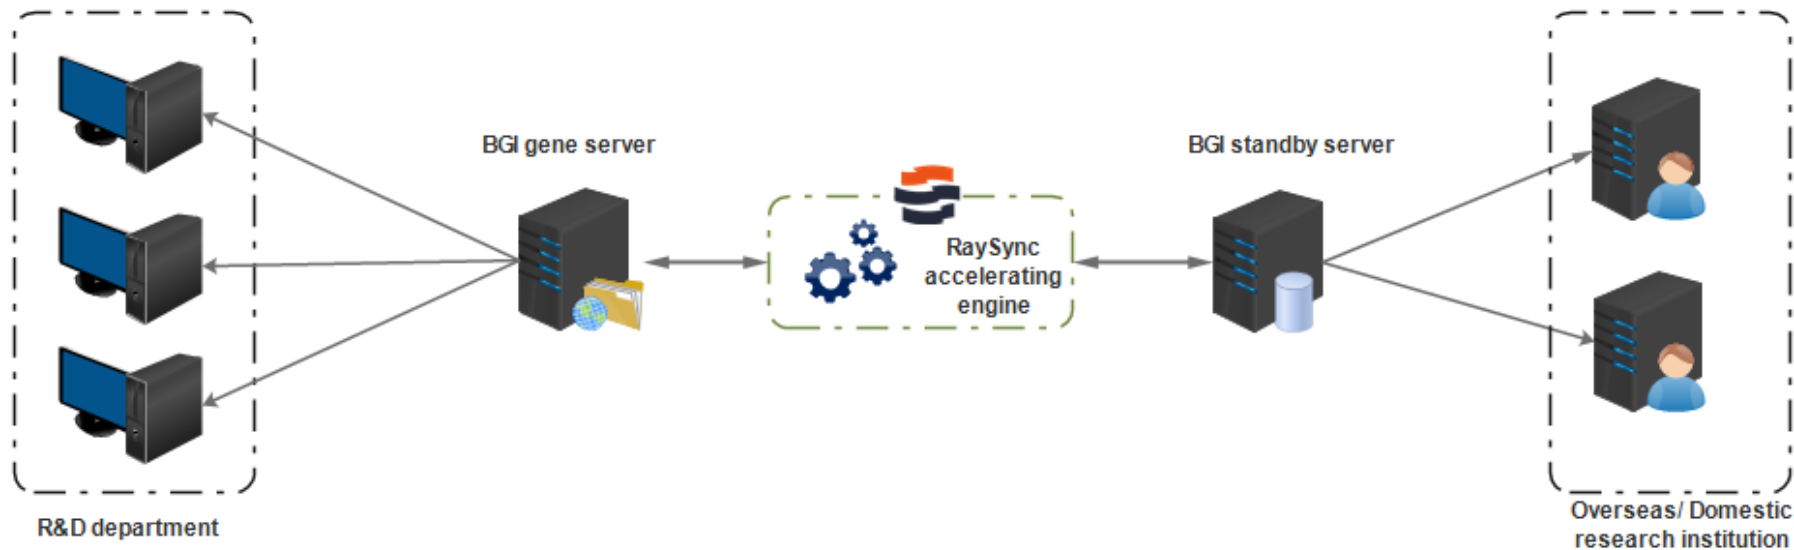 BGI gene server
BGI standby server
RaySync
accelerating
engine
R&D department
Overseas/ Domestic
research institution